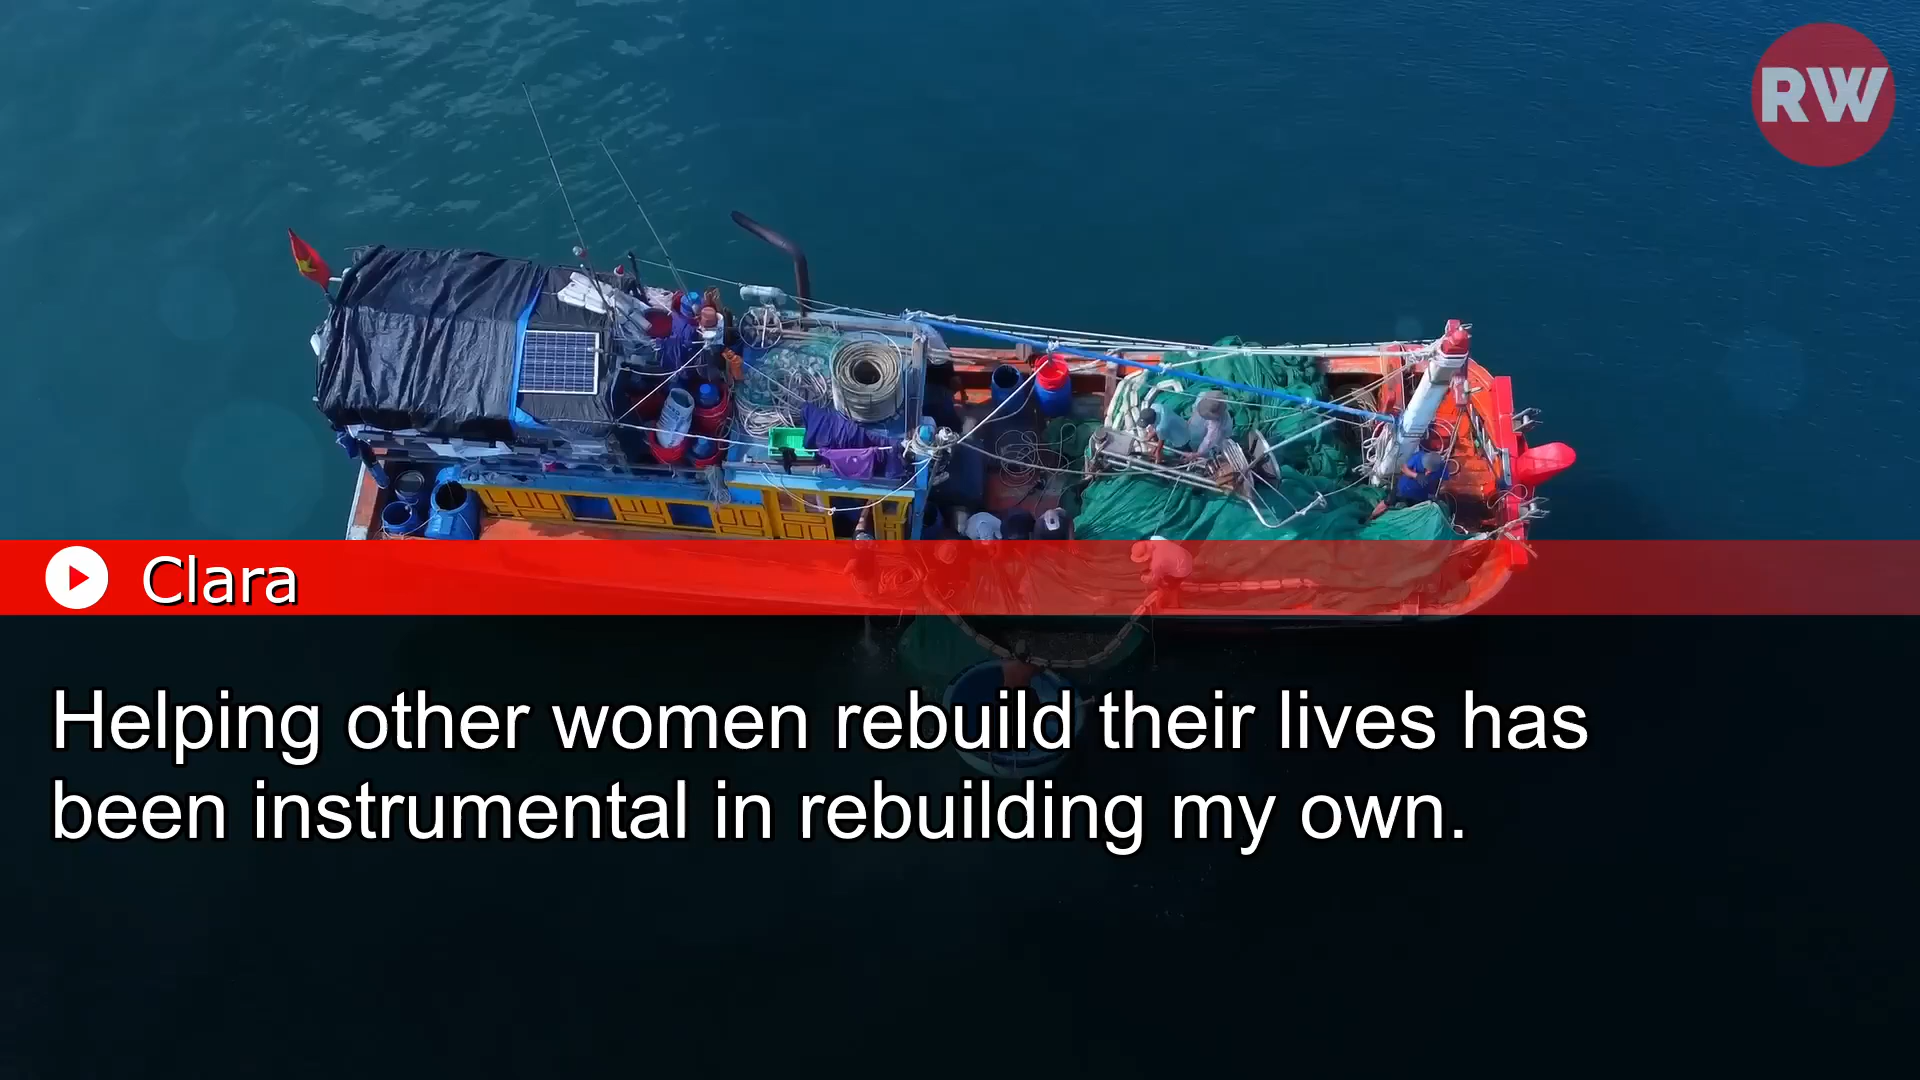 RW
Clara
Helping other women rebuild their lives has
been instrumental in rebuilding my own.